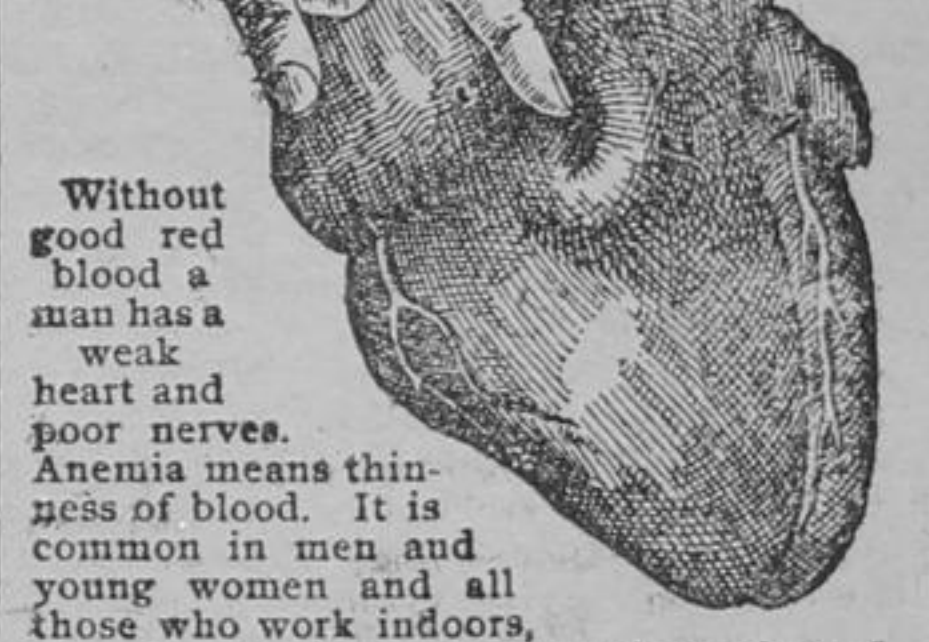 Without
good red
blood a
man has a
weak
heart and
poor nerves.
Anemia means thin-
ness of blood. It is
common in men and
young women and all
those who work indoors,